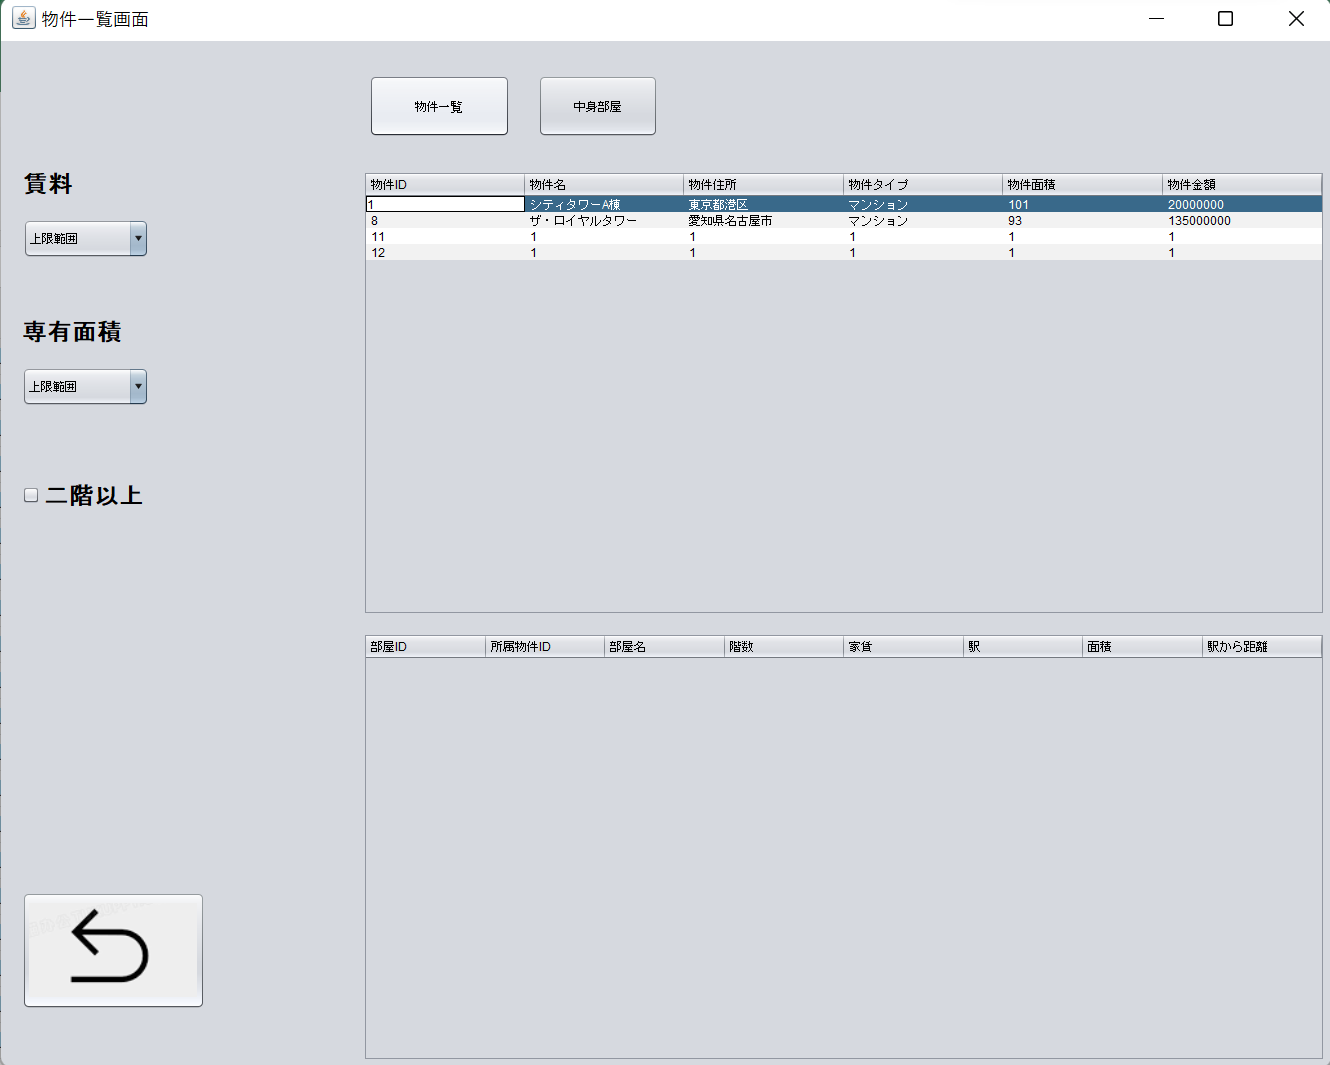 物件一覧画面
物件一覧 中身部屋
賃料
上限範囲
専有面積
上限範囲
二階以上
物件ID 物件名 物件住所 物件タイプ 物件面積 物件金額
1 シティタワーA棟 東京都港区 マンション 101 20000000
8 ザ・ロイヤルタワー 愛知県名古屋市 マンション 93 135000000
11 1 1 1 1 1
12 1 1 1 1 1
部屋ID 所属物件ID 部屋名 階数 家賃 駅 面積 駅から距離